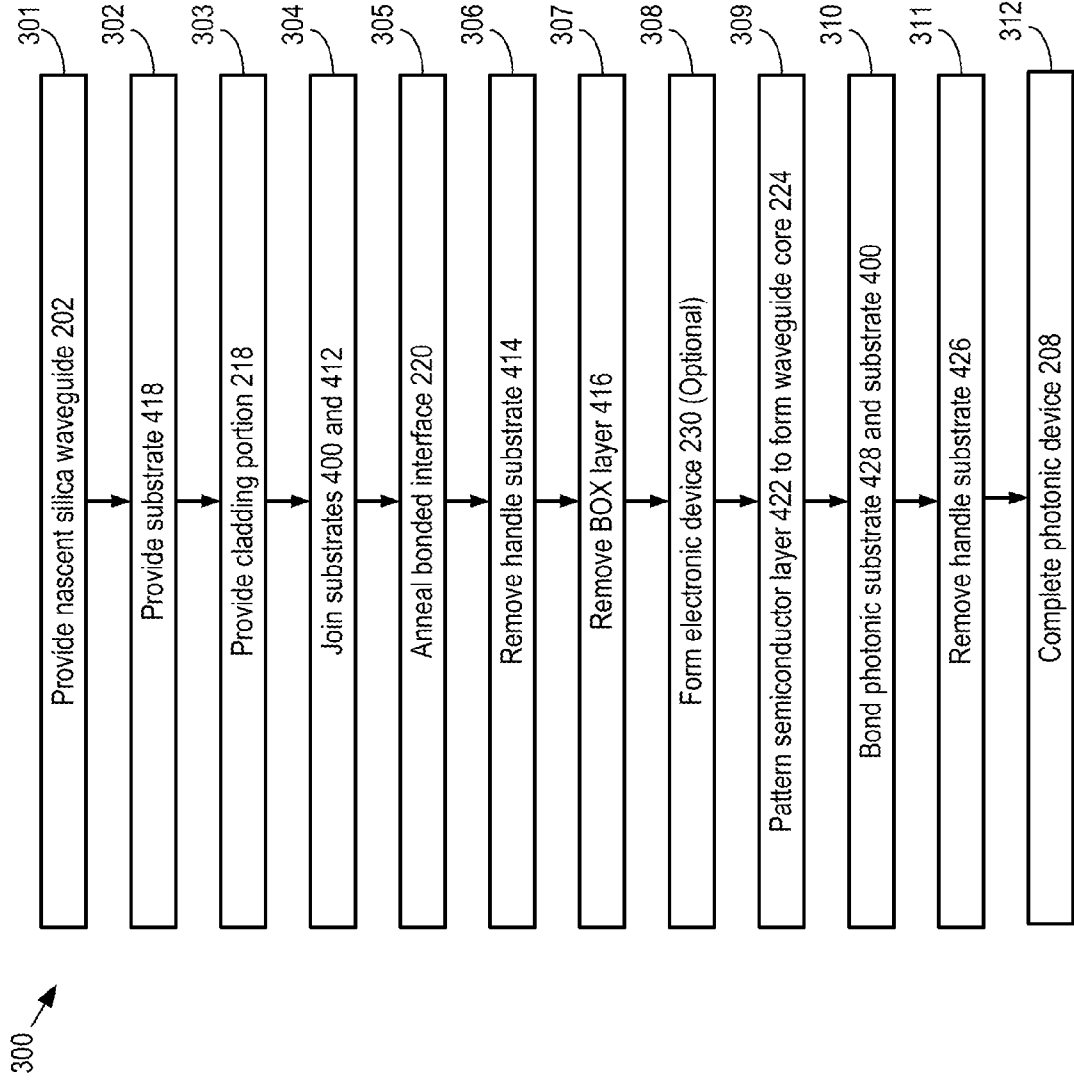 300
301
Provide nascent silica waveguide 202
302
Provide substrate 418
303
Provide cladding portion 218
304
Join substrates 400 and 412
305
Anneal bonded interface 220
306
Remove handle substrate 414
307
Remove BOX layer 416
308
Form electronic device 230 (Optional)
309
Pattern semiconductor layer 422 to form waveguide core 224
310
Bond photonic substrate 428 and substrate 400
311
Remove handle substrate 426
312
Complete photonic device 208